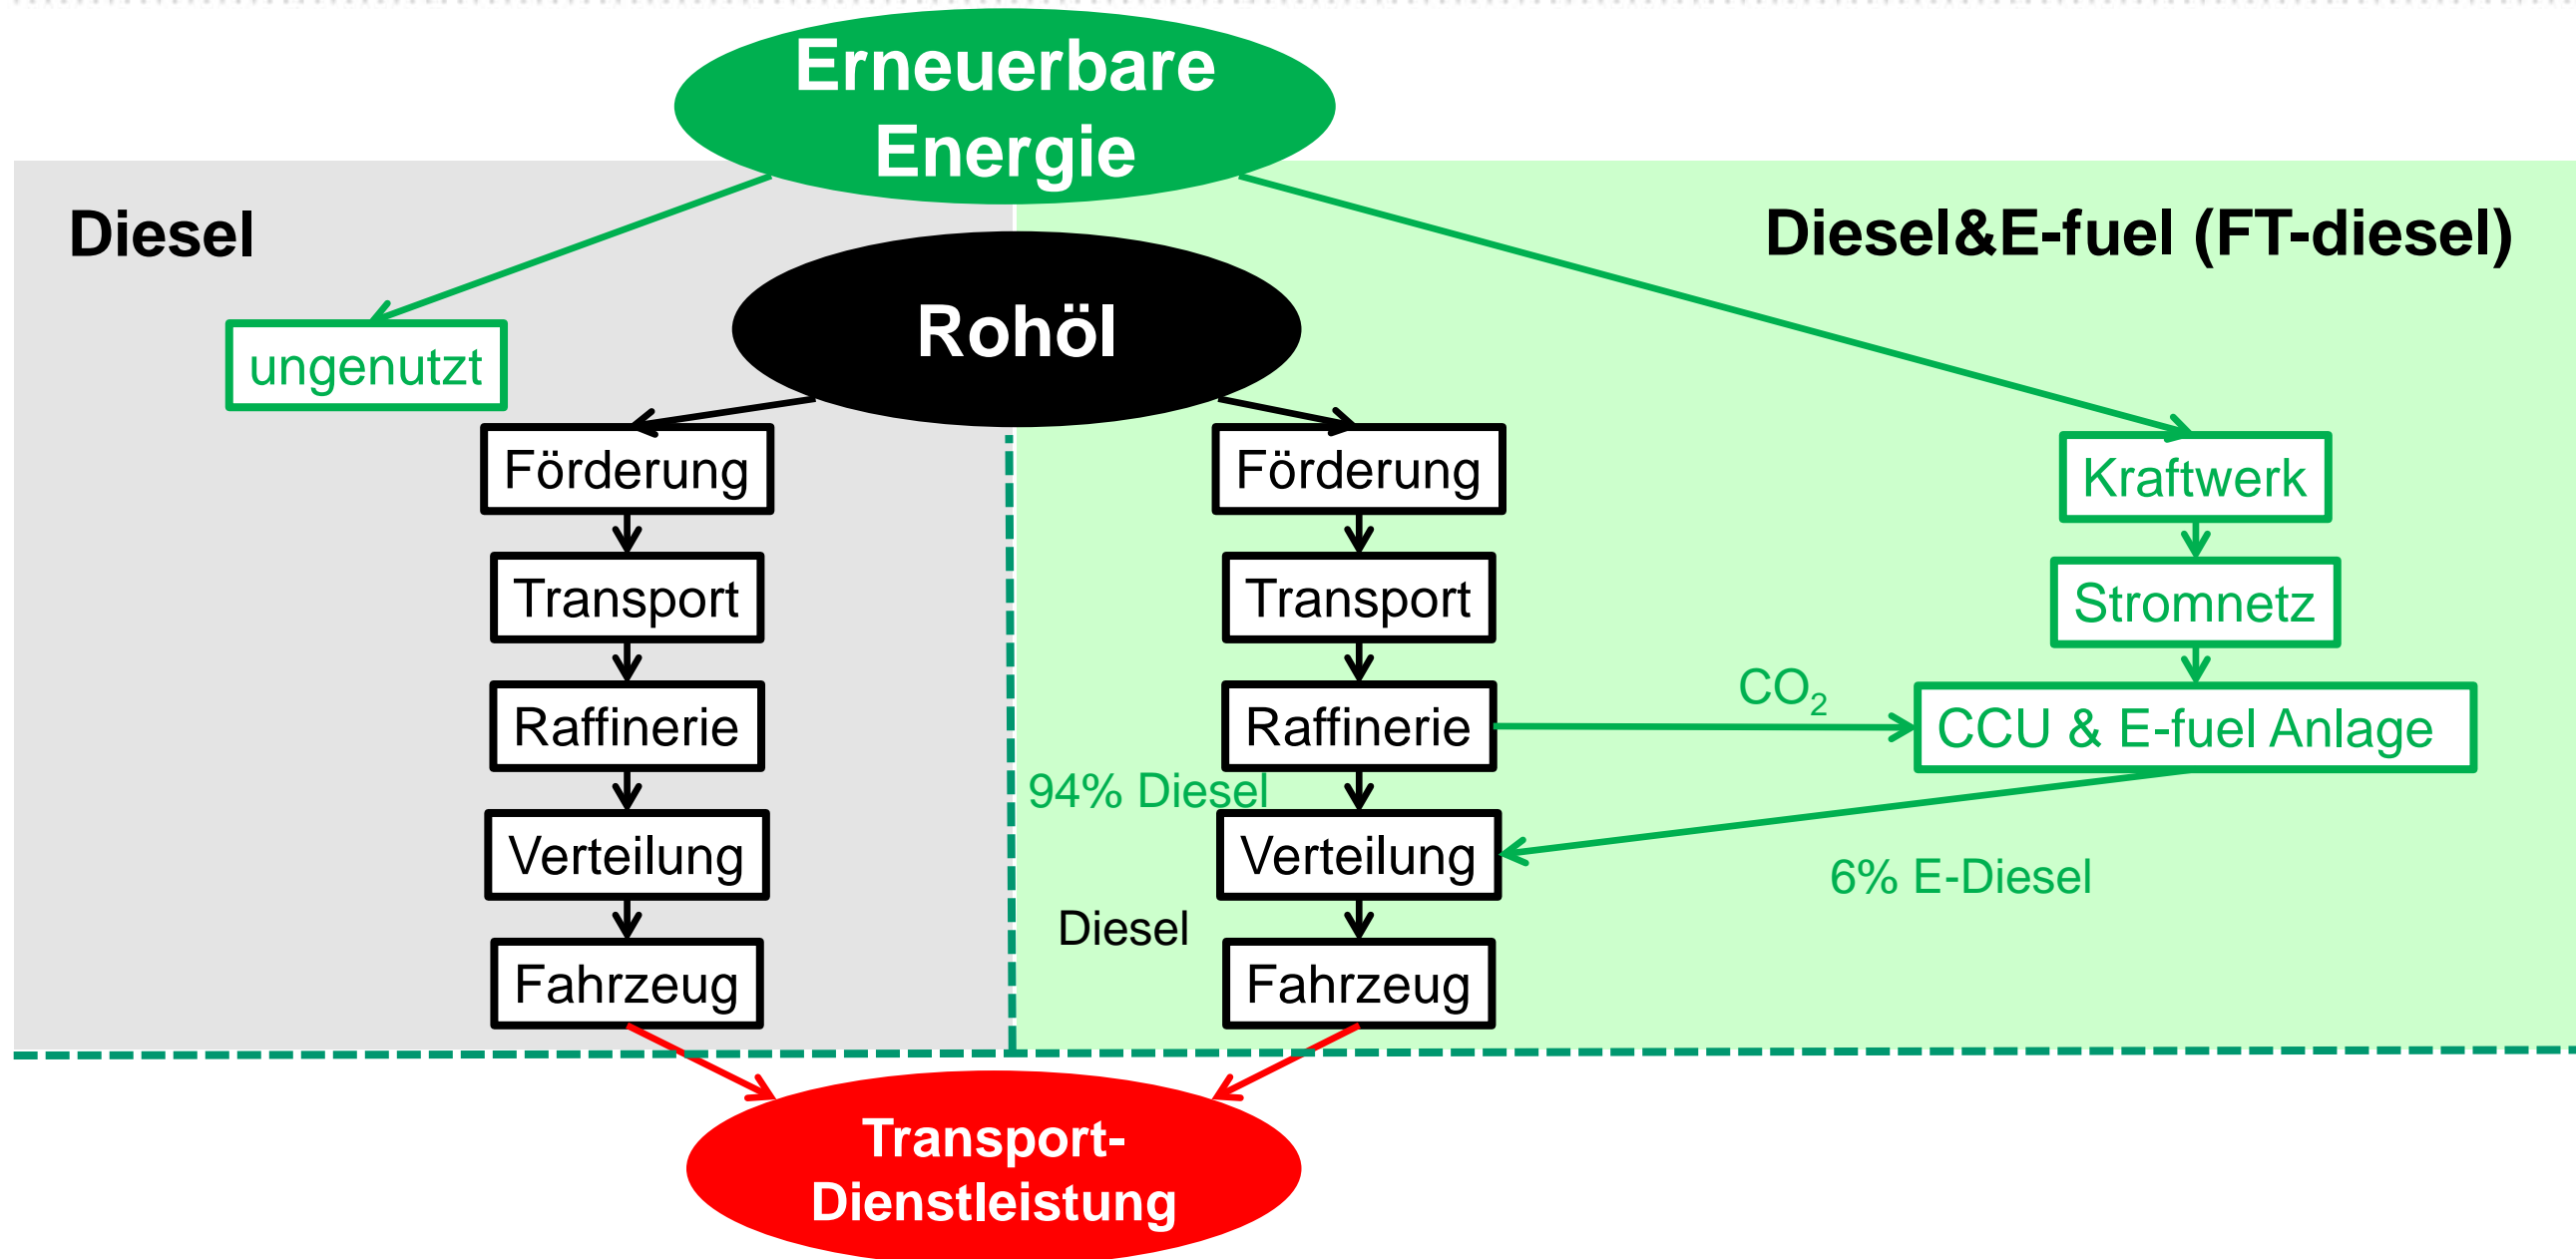 Erneuerbare
Energie
Diesel
Diesel&E-fuel (FT-diesel)
Rohöl
ungenutzt
Förderung
Förderung
Kraftwerk
Transport
Transport
Stromnetz
CO₂
Raffinerie
Raffinerie
CCU & E-fuel Anlage
94% Diesel
Verteilung
Verteilung
6% E-Diesel
Diesel
Fahrzeug
Fahrzeug
Transport-
Dienstleistung